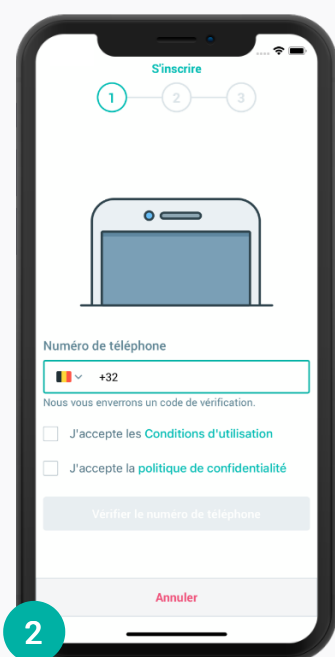 S'inscrire
1 2 3
Numéro de téléphone
+32
Nous vous enverrons un code de vérification.
J'accepte les Conditions d'utilisation
J'accepte la politique de confidentialité
Vérifier le numéro de téléphone
Annuler
2